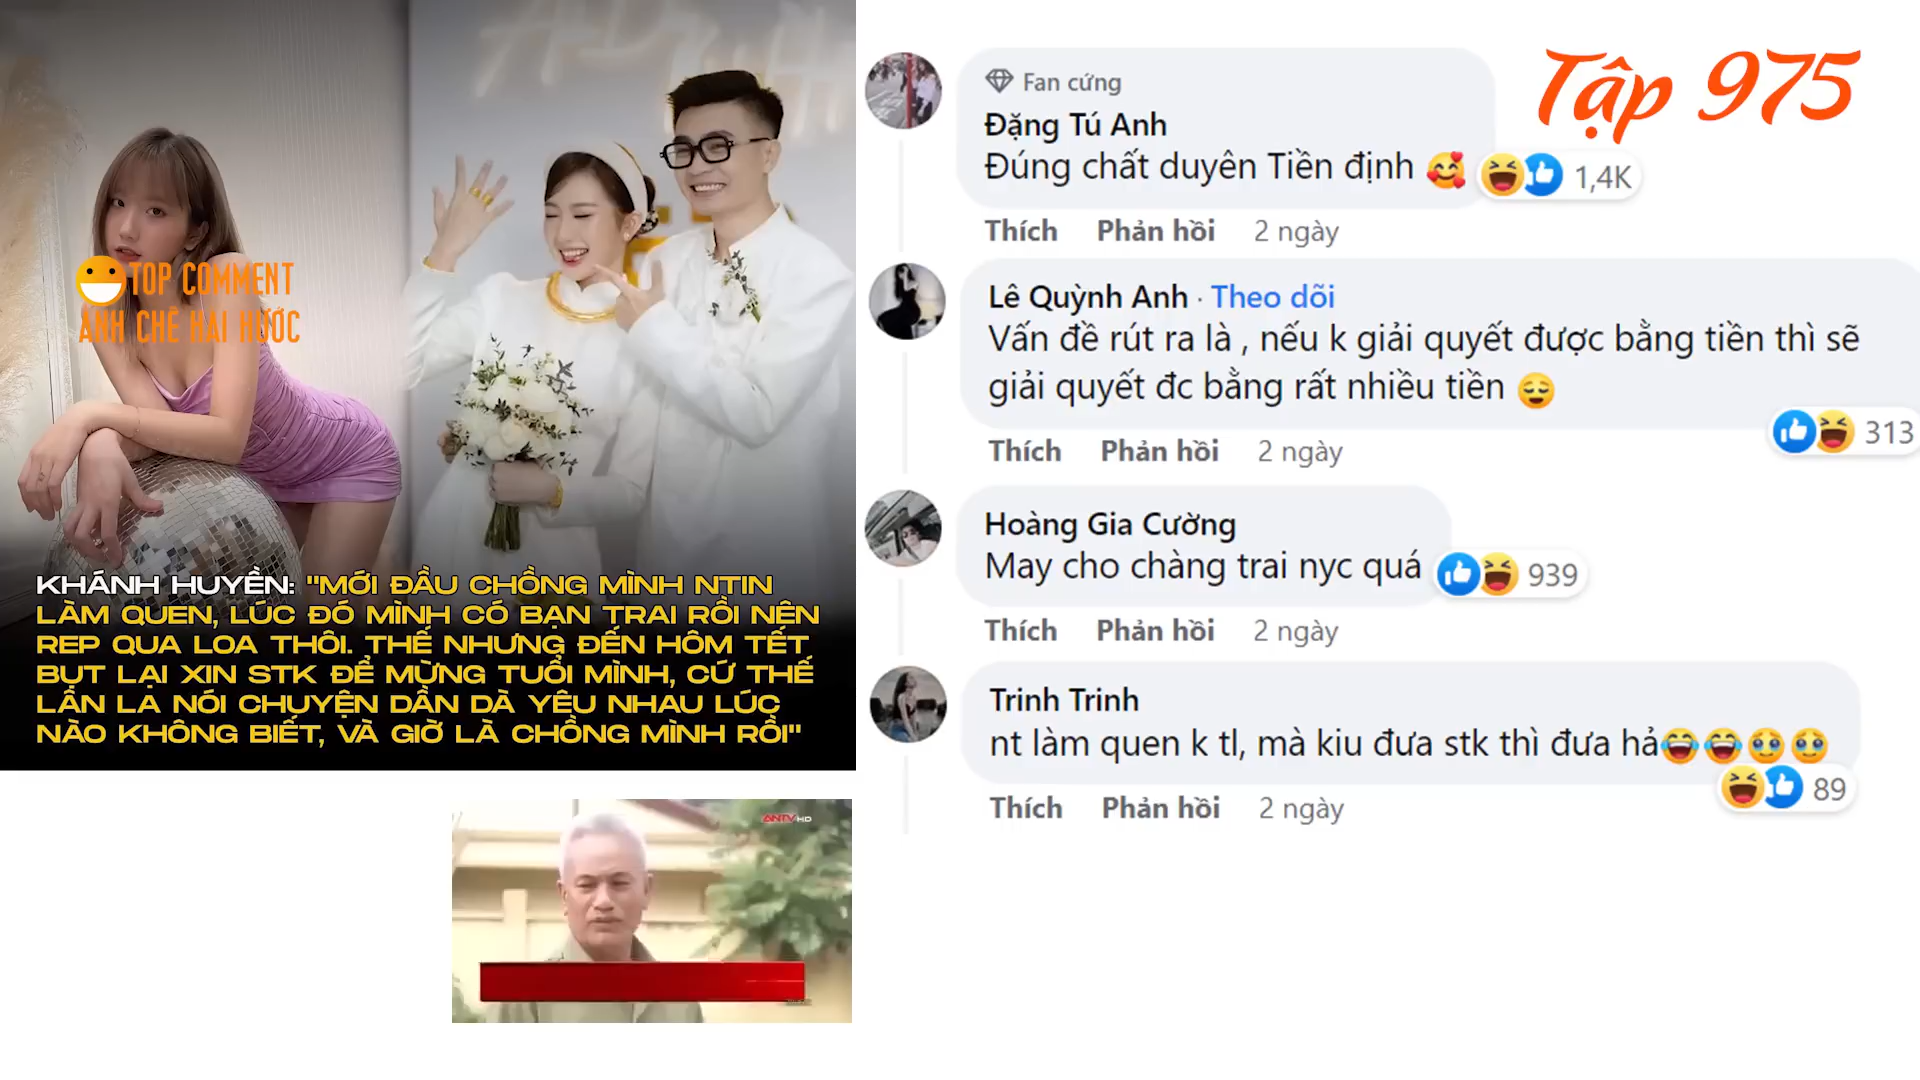 TOP COMMENT
ẢNH CHẾ HÀI HƯỚC
KHÁNH HUYỀN: "MỚI ĐẦU CHỒNG MÌNH NTIN
LÀM QUEN, LÚC ĐÓ MÌNH CÓ BẠN TRAI RỒI NÊN
REP QUA LOA THÔI. THẾ NHƯNG ĐẾN HÔM TẾT
BỤT LẠI XIN STK ĐỂ MỪNG TUỔI MÌNH, CỨ THẾ
LÂN LA NÓI CHUYỆN DẦN DÀ YÊU NHAU LÚC
NÀO KHÔNG BIẾT, VÀ GIỜ LÀ CHỒNG MÌNH RỒI"
ANTV HD
Tập 975
Fan cứng
Đặng Tú Anh
Đúng chất duyên Tiền định 🥰
1,4K
Thích Phản hồi 2 ngày
Lê Quỳnh Anh · Theo dõi
Vấn đề rút ra là , nếu k giải quyết được bằng tiền thì sẽ
giải quyết đc bằng rất nhiều tiền 😌
313
Thích Phản hồi 2 ngày
Hoàng Gia Cường
May cho chàng trai nyc quá
939
Thích Phản hồi 2 ngày
Trinh Trinh
nt làm quen k tl, mà kiu đưa stk thì đưa hả😂😂🥹🥹
89
Thích Phản hồi 2 ngày